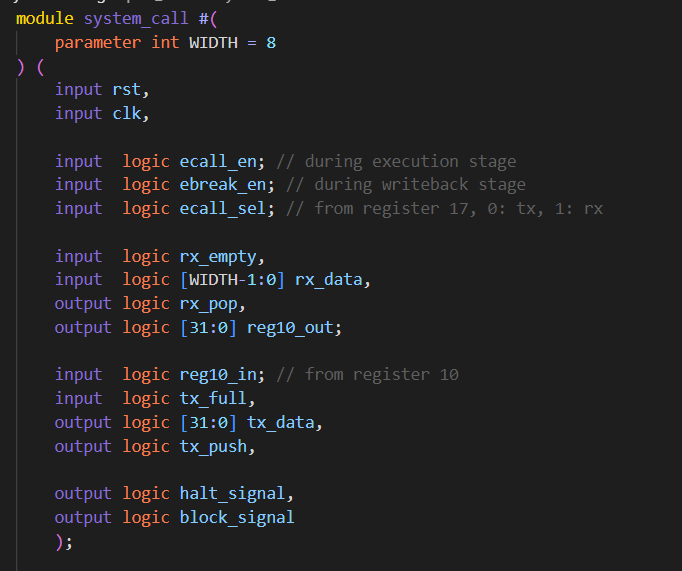 module system_call #(
    parameter int WIDTH = 8
) (
    input rst,
    input clk,

    input  logic ecall_en; // during execution stage
    input  logic ebreak_en; // during writeback stage
    input  logic ecall_sel; // from register 17, 0: tx, 1: rx

    input  logic rx_empty,
    input  logic [WIDTH-1:0] rx_data,
    output logic rx_pop,
    output logic [31:0] reg10_out;

    input  logic reg10_in; // from register 10
    input  logic tx_full,
    output logic [31:0] tx_data,
    output logic tx_push,

    output logic halt_signal,
    output logic block_signal
    );